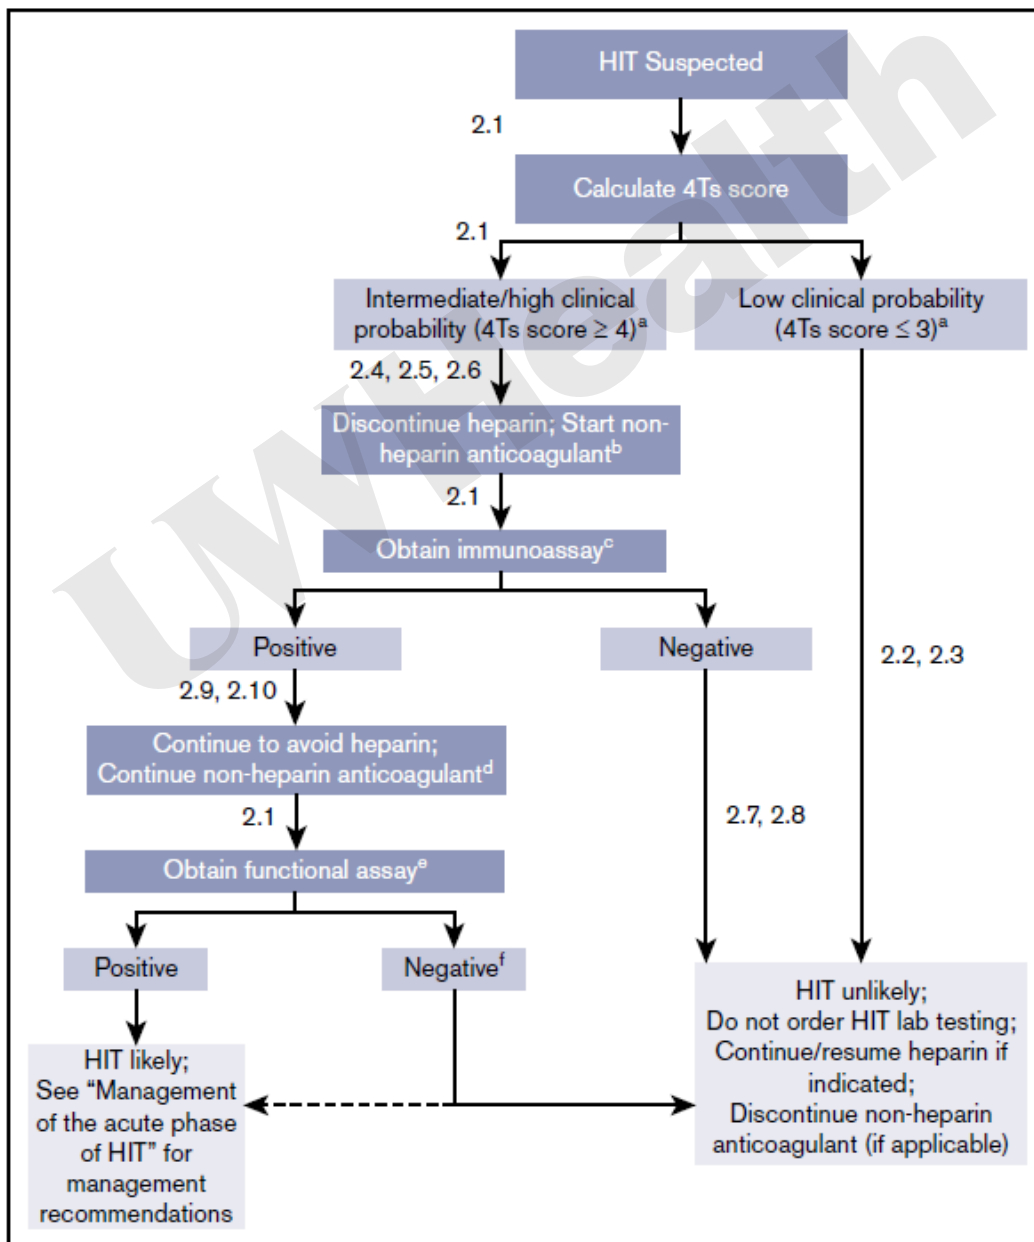 HIT Suspected
2.1
Calculate 4Ts score
2.1
Intermediate/high clinical
probability (4Ts score ≥ 4)ᵃ
Low clinical probability
(4Ts score ≤ 3)ᵃ
2.4, 2.5, 2.6
Discontinue heparin; Start non-
heparin anticoagulantᵇ
2.1
Obtain immunoassayᶜ
Positive
Negative
2.2, 2.3
2.9, 2.10
Continue to avoid heparin;
Continue non-heparin anticoagulantᵈ
2.7, 2.8
2.1
Obtain functional assayᵉ
Positive
Negativeᶠ
HIT unlikely;
Do not order HIT lab testing;
Continue/resume heparin if
indicated;
Discontinue non-heparin
anticoagulant (if applicable)
HIT likely;
See “Management
of the acute phase
of HIT” for
management
recommendations
UWHealth